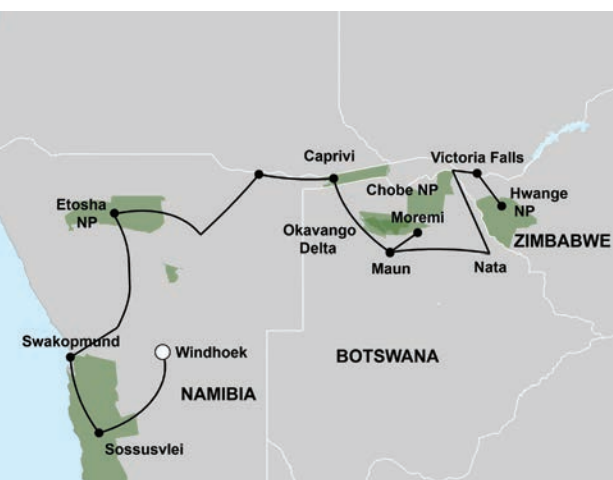 Caprivi
Victoria Falls
Chobe NP
Hwange
NP
Etosha
NP
Moremi
Okavango
Delta
ZIMBABWE
Maun
Nata
Swakopmund
Windhoek
BOTSWANA
NAMIBIA
Sossusvlei